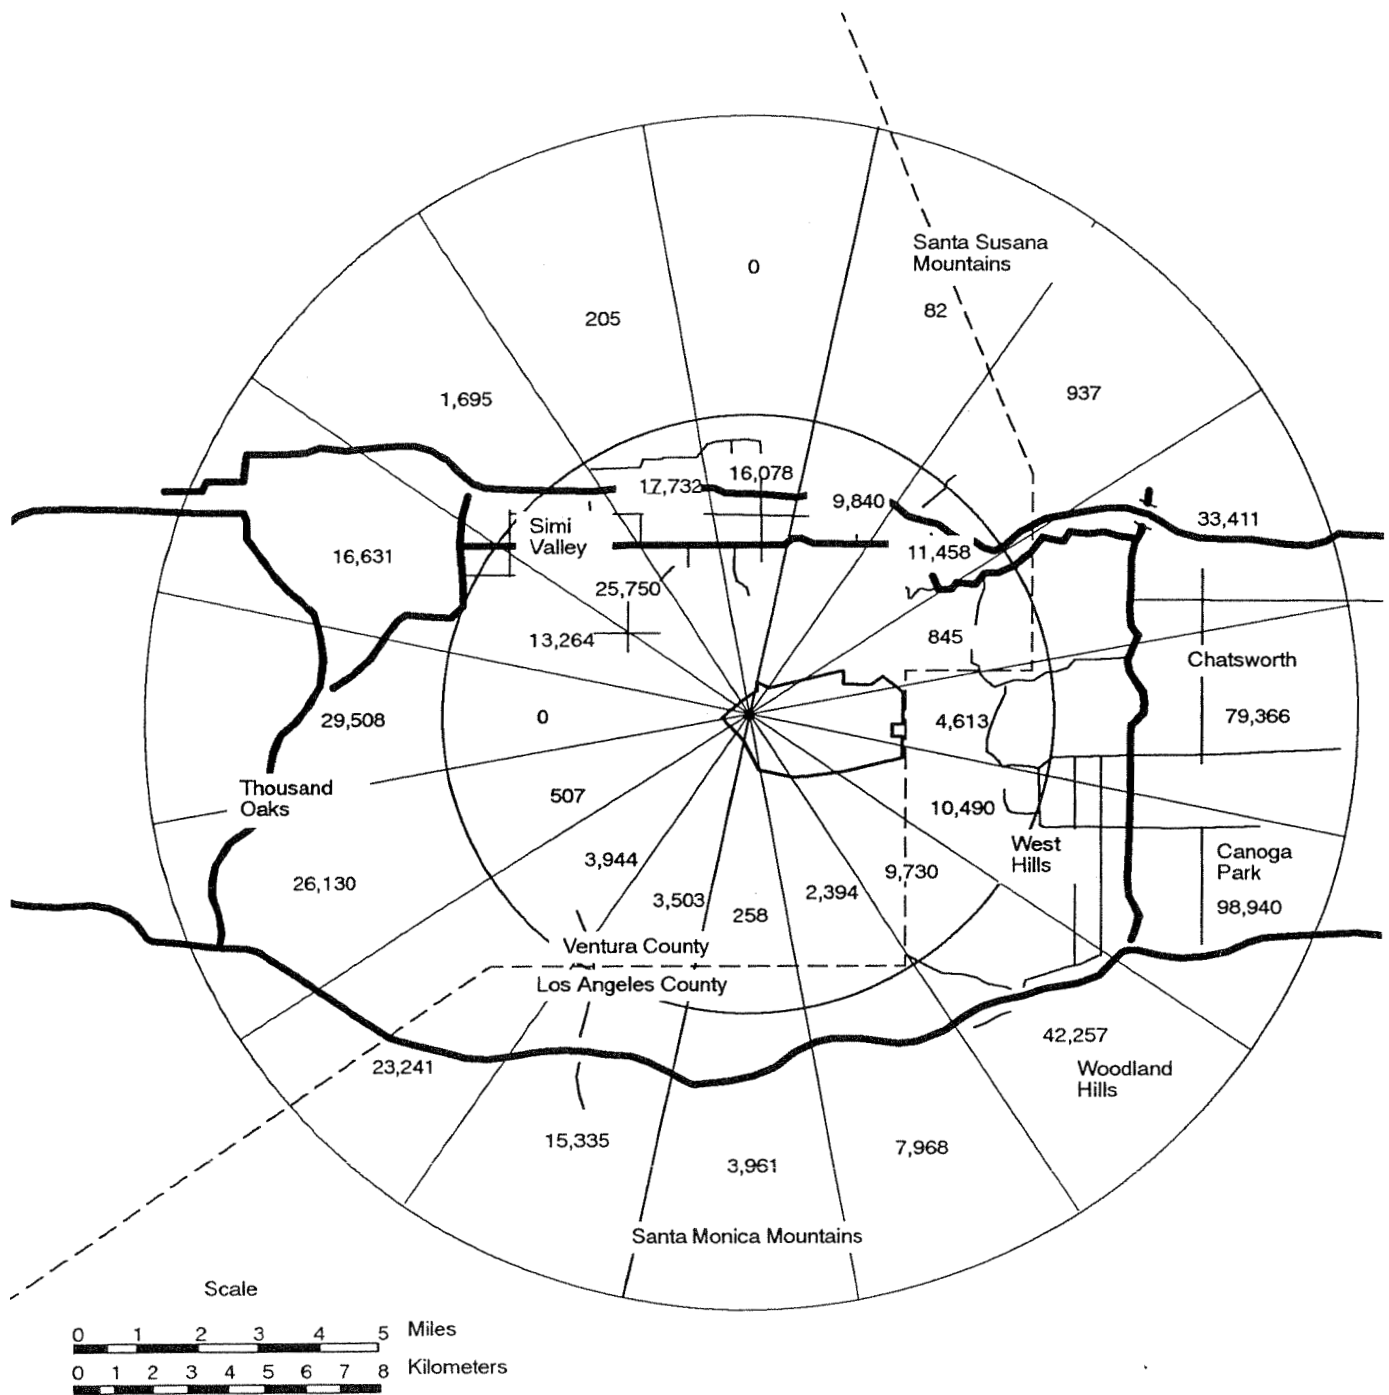 Santa Susana
Mountains
0
82
205
937
1,695
16,078
17,732
9,840
33,411
Simi
Valley
16,631
11,458
25,750
13,264
845
Chatsworth
29,508
0
4,613
79,366
Thousand
Oaks
507
10,490
West
Hills
Canoga
Park
3,944
9,730
26,130
3,503
258
2,394
98,940
Ventura County
Los Angeles County
42,257
23,241
Woodland
Hills
15,335
3,961
7,968
Santa Monica Mountains
Scale
0 1 2 3 4 5 Miles
0 1 2 3 4 5 6 7 8 Kilometers